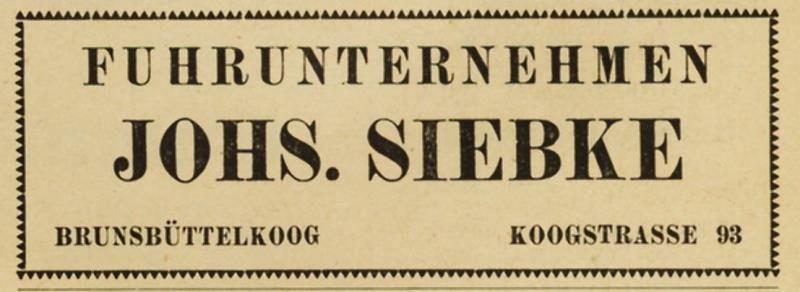 FUHRUNTERNEHMEN
JOHS. SIEBKE
BRUNSBÜTTELKOOG KOOGSTRASSE 93